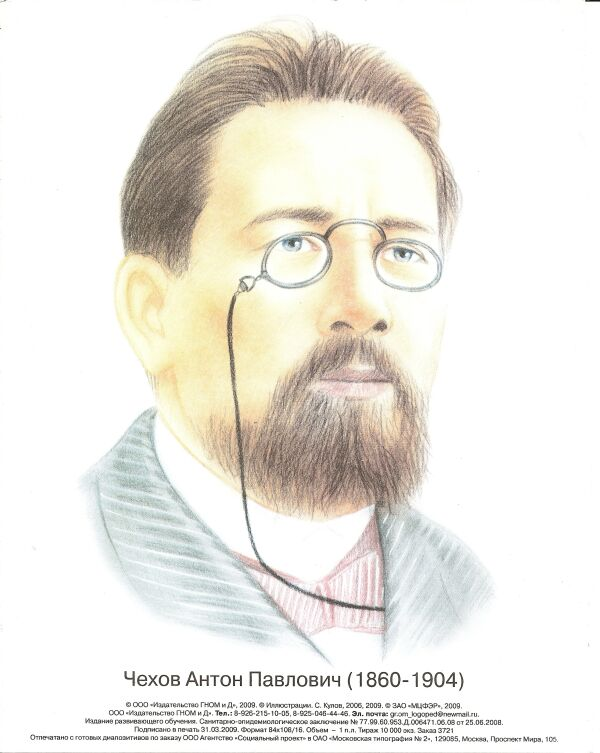 Чехов Антон Павлович (1860-1904)
© ООО «Издательство ГНОМ и Д», 2009. © Иллюстрации. С. Кулов, 2006, 2009. © ЗАО «МЦФЭР», 2009.
ООО «Издательство ГНОМ и Д». Тел.: 8-926-215-10-05, 8-925-045-44-46. Эл. почта: grom_logoped@newmail.ru.
Издание развивающего обучения. Санитарно-эпидемиологическое заключение № 77.99.60.953.Д.006471.06.08 от 25.06.2008.
Подписано в печать 31.03.2009. Формат 84х108/16. Объем – 1 п.л. Тираж 10 000 экз. Заказ 3721
Отпечатано с готовых диапозитивов по заказу ООО Агентство «Социальный проект» в ОАО «Московская типография № 2», 129085, Москва, Проспект Мира, 105.